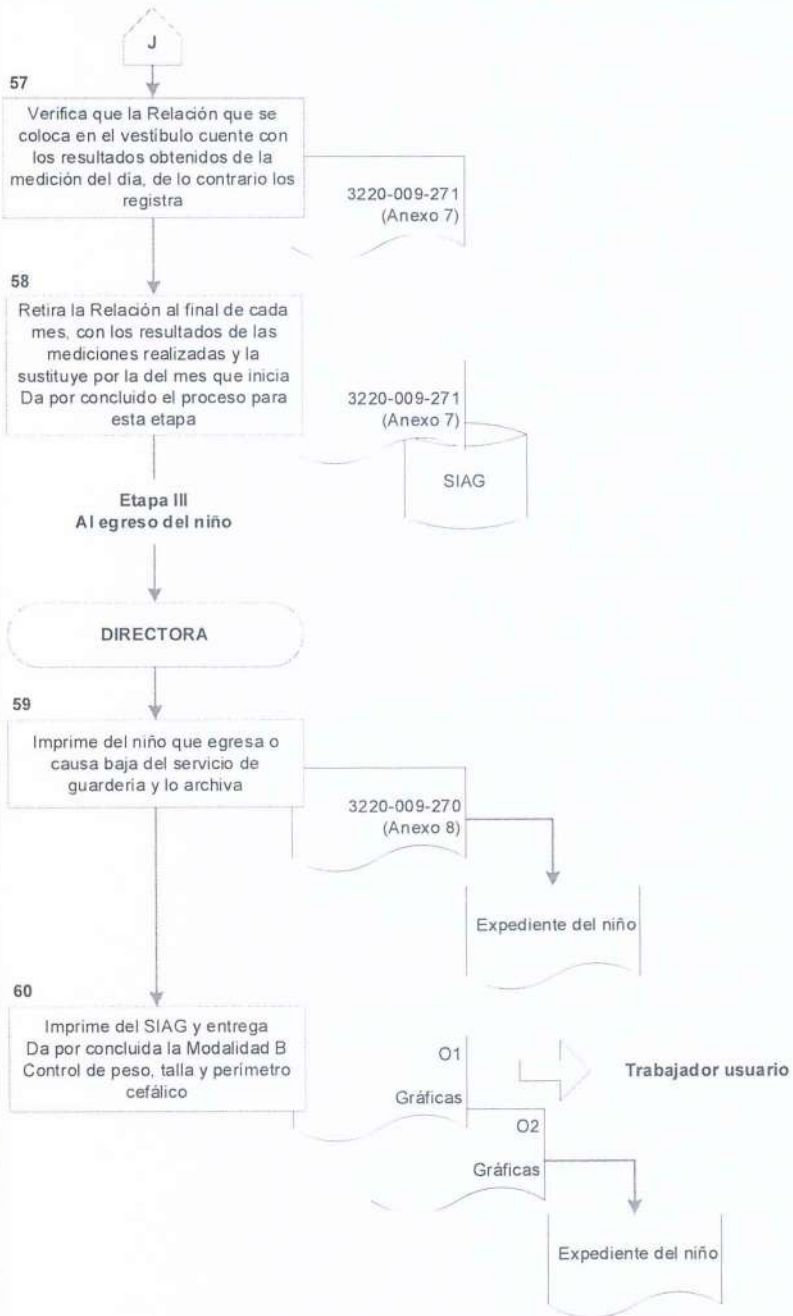 J
57
Verifica que la Relación que se
coloca en el vestíbulo cuente con
los resultados obtenidos de la
medición del día, de lo contrario los
registra
3220-009-271
(Anexo 7)
58
Retira la Relación al final de cada
mes, con los resultados de las
mediciones realizadas y la
sustituye por la del mes que inicia
Da por concluido el proceso para
esta etapa
3220-009-271
(Anexo 7)
SIAG
Etapa III
Al egreso del niño
DIRECTORA
59
Imprime del niño que egresa o
causa baja del servicio de
guardería y lo archiva
3220-009-270
(Anexo 8)
Expediente del niño
60
Imprime del SIAG y entrega
Da por concluida la Modalidad B
Control de peso, talla y perímetro
cefálico
O1
Gráficas
Trabajador usuario
O2
Gráficas
Expediente del niño